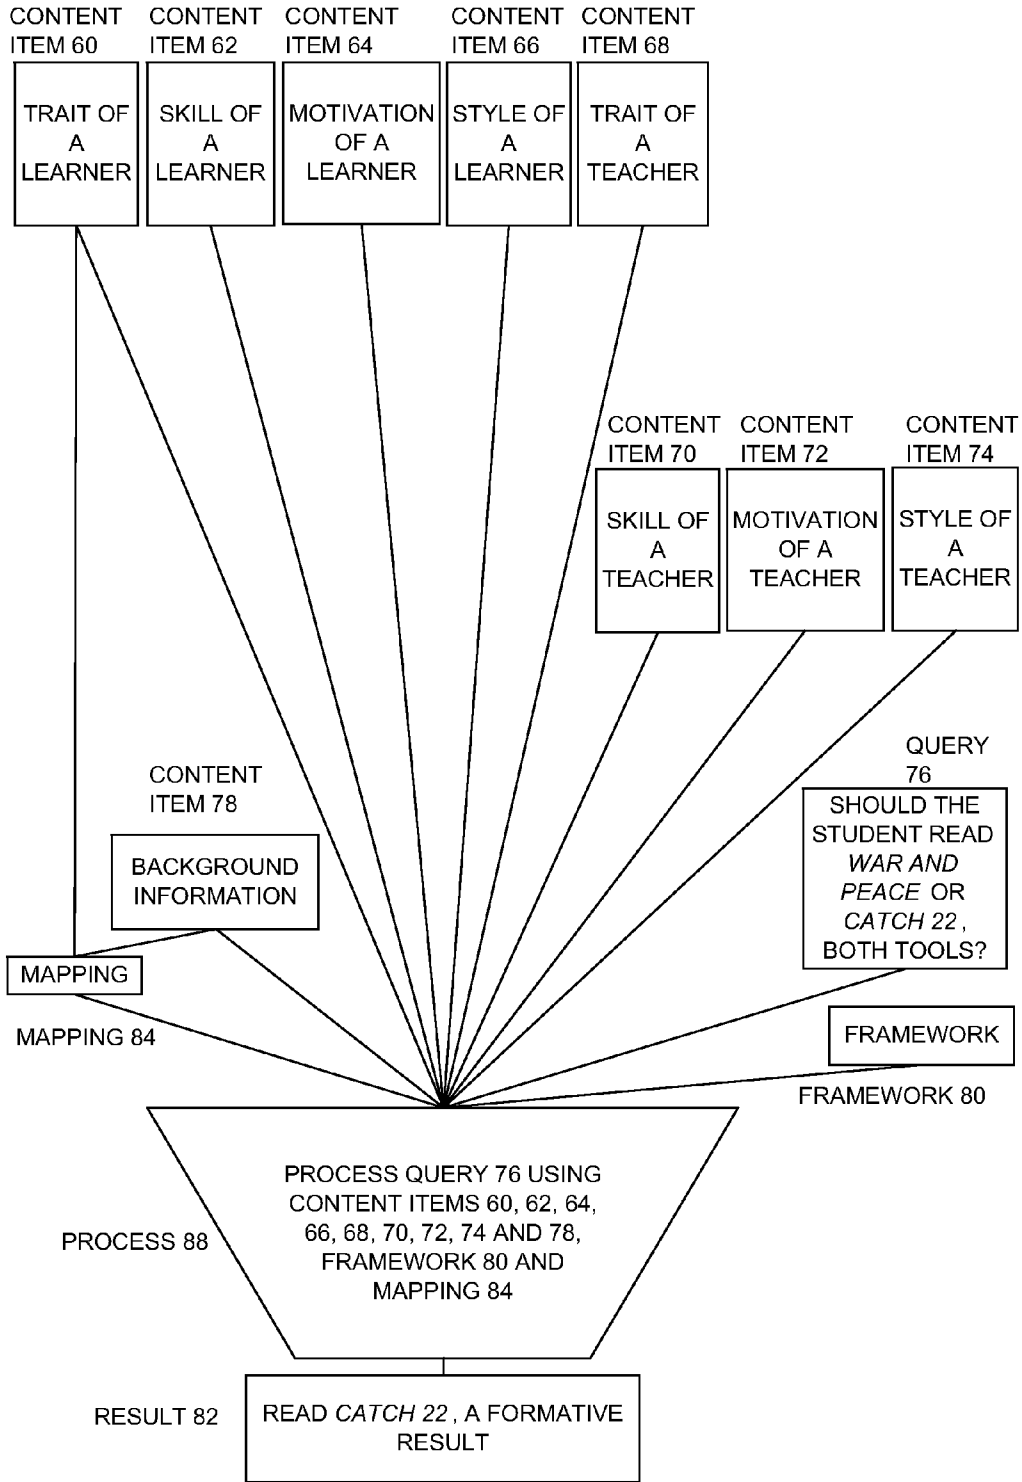 CONTENT
ITEM 60
CONTENT
ITEM 62
CONTENT
ITEM 64
CONTENT
ITEM 66
CONTENT
ITEM 68
TRAIT OF
A
LEARNER
SKILL OF
A
LEARNER
MOTIVATION
OF A
LEARNER
STYLE OF
A
LEARNER
TRAIT OF
A
TEACHER
CONTENT
ITEM 70
CONTENT
ITEM 72
CONTENT
ITEM 74
SKILL OF
A
TEACHER
MOTIVATION
OF A
TEACHER
STYLE OF
A
TEACHER
QUERY
76
SHOULD THE
STUDENT READ
WAR AND
PEACE OR
CATCH 22,
BOTH TOOLS?
CONTENT
ITEM 78
BACKGROUND
INFORMATION
MAPPING
MAPPING 84
FRAMEWORK
FRAMEWORK 80
PROCESS QUERY 76 USING
CONTENT ITEMS 60, 62, 64,
66, 68, 70, 72, 74 AND 78,
FRAMEWORK 80 AND
MAPPING 84
PROCESS 88
RESULT 82
READ CATCH 22, A FORMATIVE
RESULT